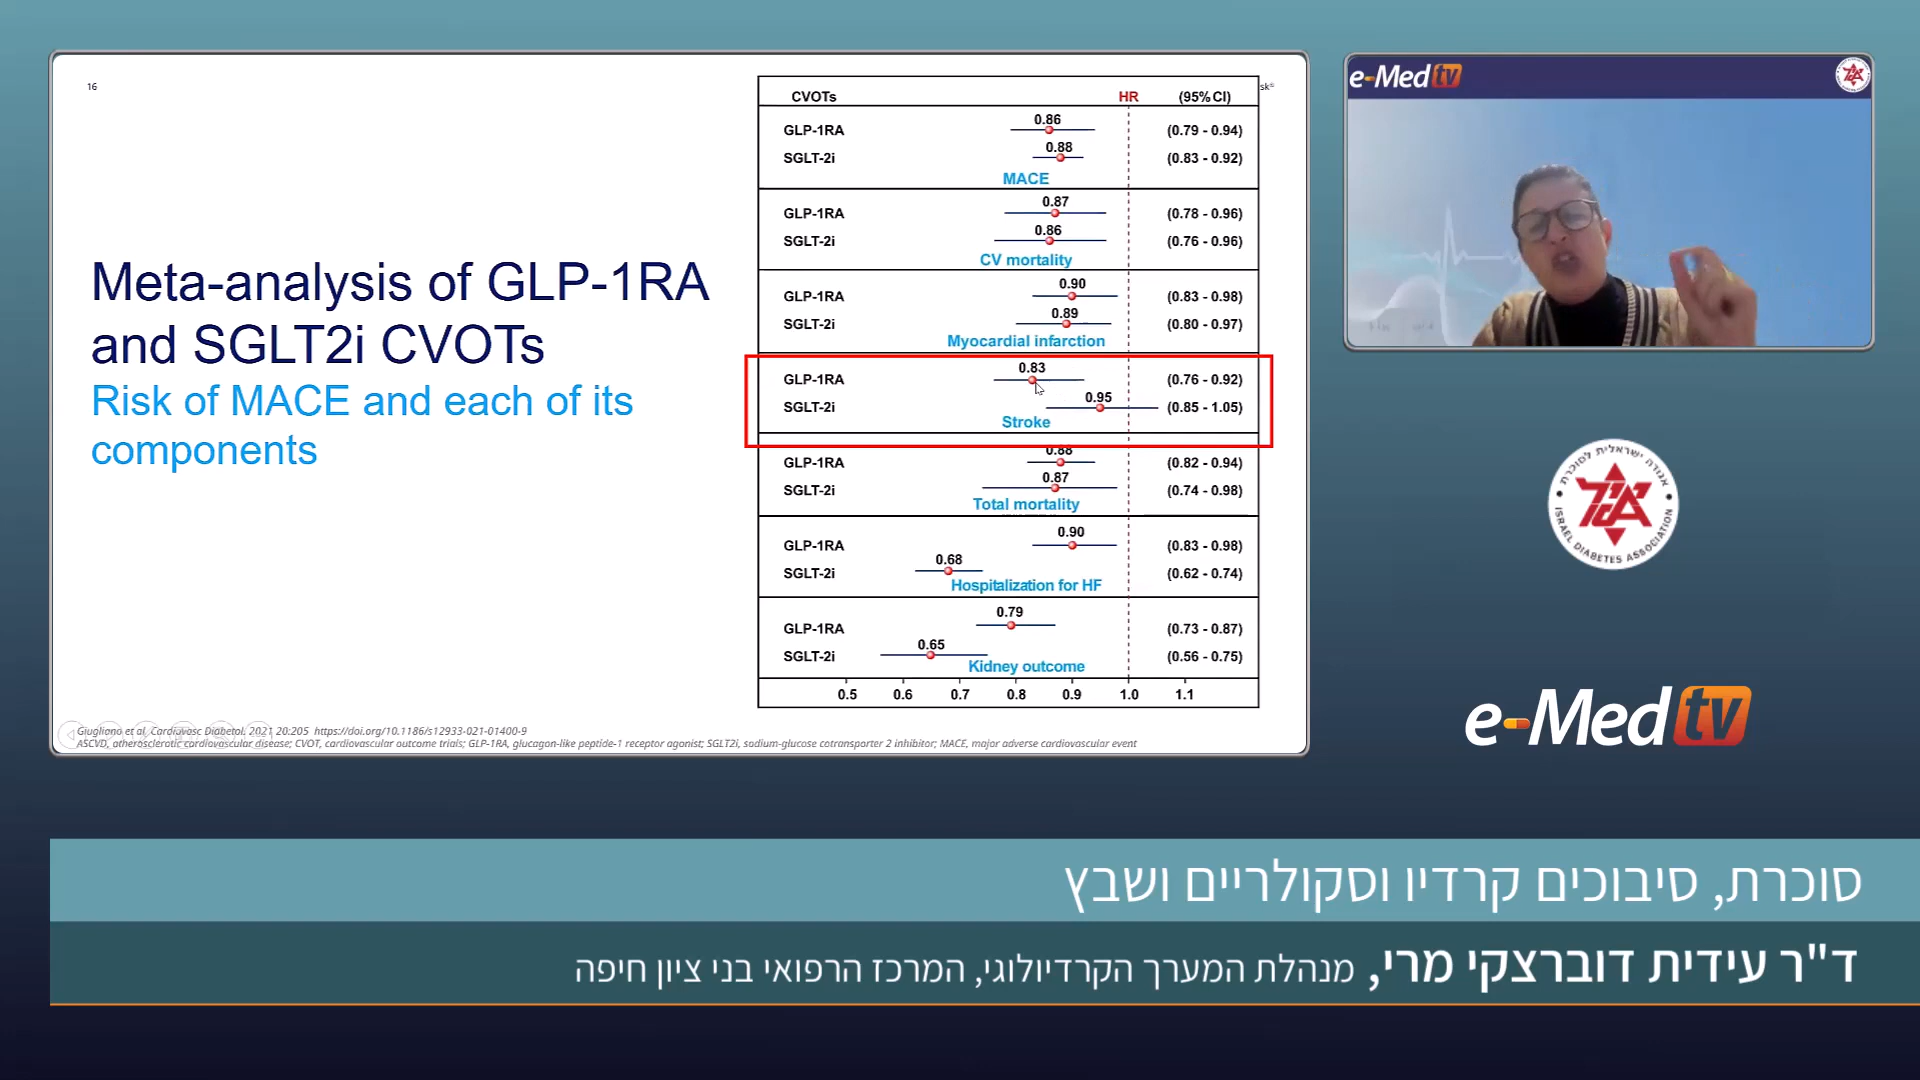 16
Meta-analysis of GLP-1RA
and SGLT2i CVOTs
Risk of MACE and each of its
components
CVOTs HR (95% CI)
sk®
GLP-1RA 0.86 (0.79 - 0.94)
SGLT-2i 0.88 (0.83 - 0.92)
MACE
GLP-1RA 0.87 (0.78 - 0.96)
SGLT-2i 0.86 (0.76 - 0.96)
CV mortality
GLP-1RA 0.90 (0.83 - 0.98)
SGLT-2i 0.89 (0.80 - 0.97)
Myocardial infarction
GLP-1RA 0.83 (0.76 - 0.92)
SGLT-2i 0.95 (0.85 - 1.05)
Stroke
GLP-1RA 0.88 (0.82 - 0.94)
SGLT-2i 0.87 (0.74 - 0.98)
Total mortality
GLP-1RA 0.90 (0.83 - 0.98)
SGLT-2i 0.68 (0.62 - 0.74)
Hospitalization for HF
GLP-1RA 0.79 (0.73 - 0.87)
SGLT-2i 0.65 (0.56 - 0.75)
Kidney outcome
0.5 0.6 0.7 0.8 0.9 1.0 1.1
Giugliano et al. Cardiovasc Diabetol. 2021 20:205 https://doi.org/10.1186/s12933-021-01400-9
ASCVD, atherosclerotic cardiovascular disease; CVOT, cardiovascular outcome trials; GLP-1RA, glucagon-like peptide-1 receptor agonist; SGLT2i, sodium-glucose cotransporter 2 inhibitor; MACE, major adverse cardiovascular event
e-Med tv
אגודה ישראלית לסוכרת
ISRAEL DIABETES ASSOCIATION
e-Med tv
סוכרת, סיבוכים קרדיו וסקולריים ושבץ
ד"ר עידית דוברצקי מרי, מנהלת המערך הקרדיולוגי, המרכז הרפואי בני ציון חיפה